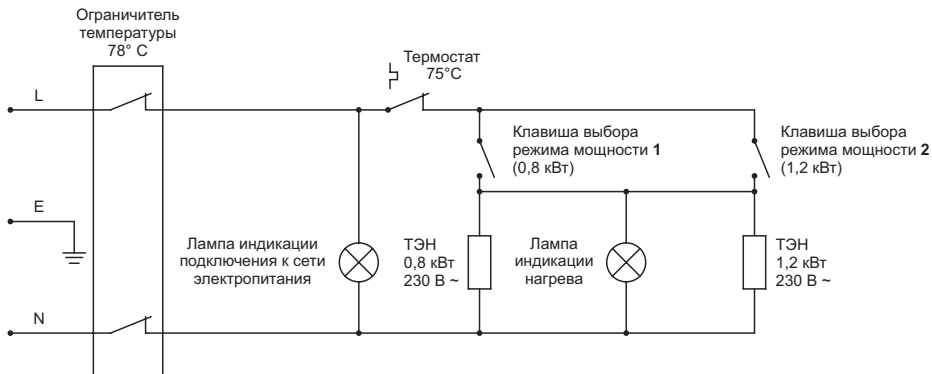 Ограничитель
температуры
78° C
Термостат
75°C
L
Клавиша выбора
режима мощности 1
(0,8 кВт)
Клавиша выбора
режима мощности 2
(1,2 кВт)
E
Лампа индикации
подключения к сети
электропитания
ТЭН
0,8 кВт
230 В ~
Лампа
индикации
нагрева
ТЭН
1,2 кВт
230 В ~
N